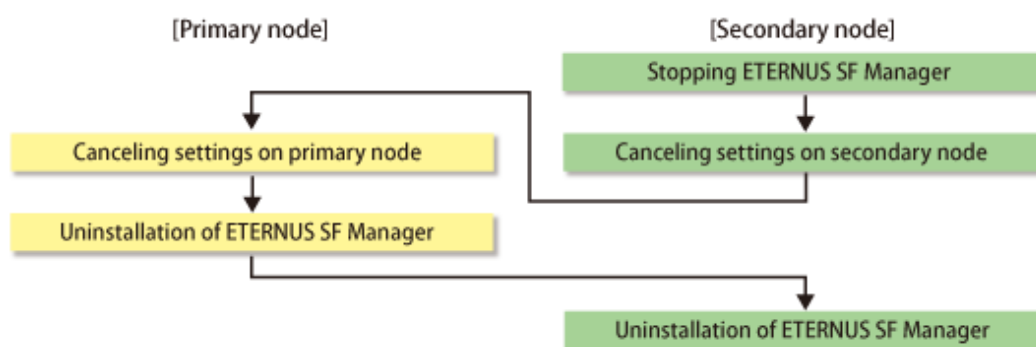 [Primary node]
[Secondary node]
Stopping ETERNUS SF Manager
Canceling settings on primary node
Canceling settings on secondary node
Uninstallation of ETERNUS SF Manager
Uninstallation of ETERNUS SF Manager